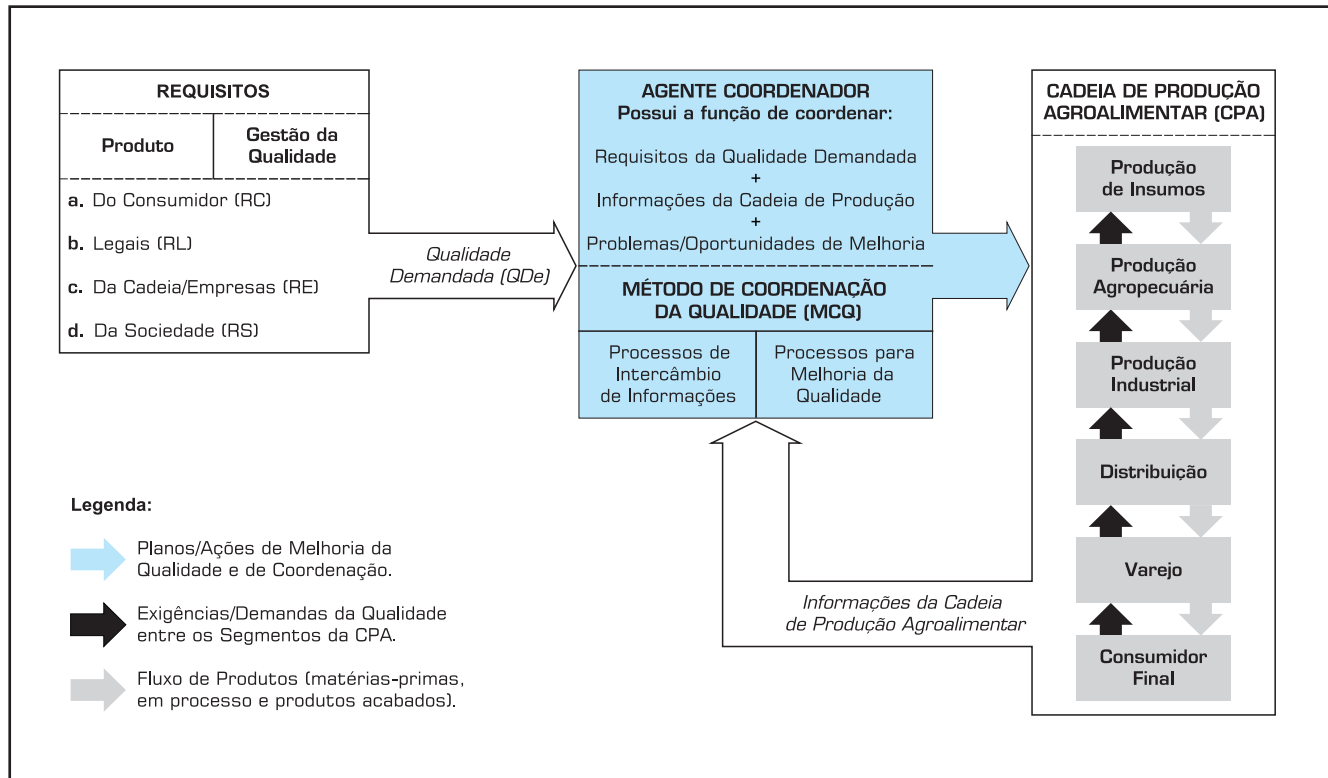 REQUISITOS
Produto
Gestão da
Qualidade
a. Do Consumidor (RC)
b. Legais (RL)
c. Da Cadeia/Empresas (RE)
d. Da Sociedade (RS)
Qualidade
Demandada (QDe)
AGENTE COORDENADOR
Possui a função de coordenar:
Requisitos da Qualidade Demandada
+
Informações da Cadeia de Produção
+
Problemas/Oportunidades de Melhoria
MÉTODO DE COORDENAÇÃO
DA QUALIDADE (MCQ)
Processos de
Intercâmbio
de Informações
Processos para
Melhoria da
Qualidade
CADEIA DE PRODUÇÃO
AGROALIMENTAR (CPA)
Produção
de Insumos
Produção
Agropecuária
Produção
Industrial
Distribuição
Varejo
Consumidor
Final
Informações da Cadeia
de Produção Agroalimentar
Legenda:
Planos/Ações de Melhoria da
Qualidade e de Coordenação.
Exigências/Demandas da Qualidade
entre os Segmentos da CPA.
Fluxo de Produtos (matérias-primas,
em processo e produtos acabados).